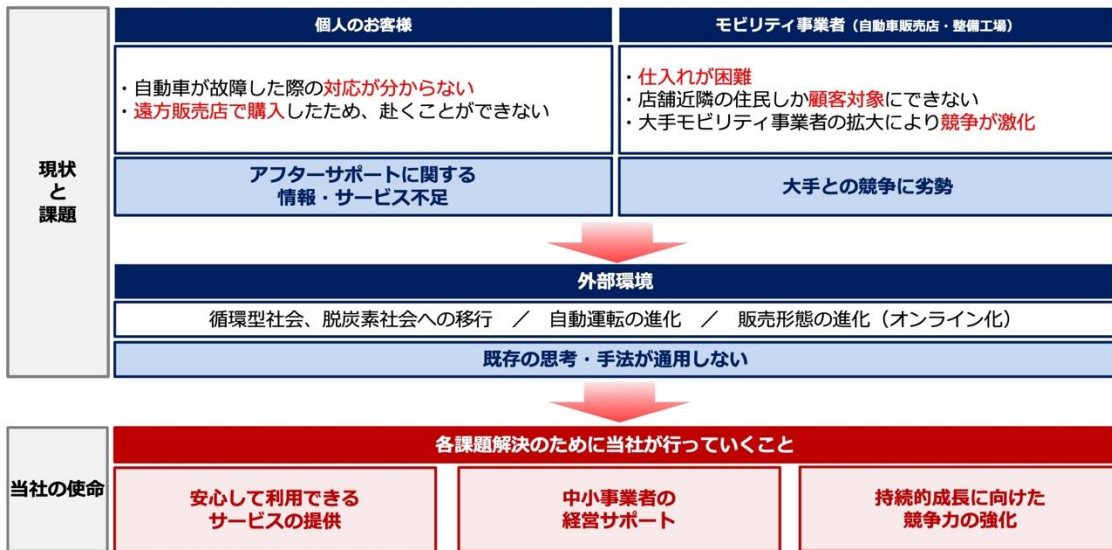 個人のお客様
モビリティ事業者（自動車販売店・整備工場）
・自動車が故障した際の対応が分からない
・遠方販売店で購入したため、赴くことができない
・仕入れが困難
・店舗近隣の住民しか顧客対象にできない
・大手モビリティ事業者の拡大により競争が激化
現状
と
課題
アフターサポートに関する
情報・サービス不足
大手との競争に劣勢
外部環境
循環型社会、脱炭素社会への移行　／　自動運転の進化　／　販売形態の進化（オンライン化）
既存の思考・手法が通用しない
当社の使命
各課題解決のために当社が行っていくこと
安心して利用できる
サービスの提供
中小事業者の
経営サポート
持続的成長に向けた
競争力の強化